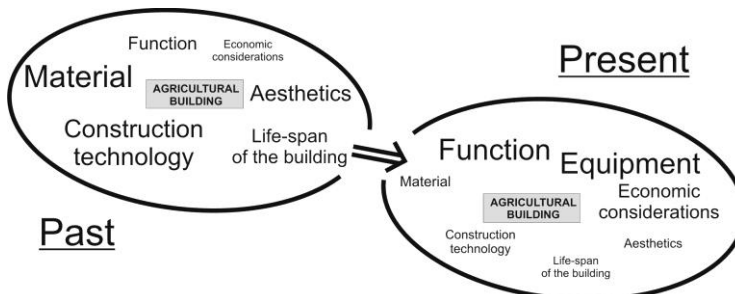 Function
Economic
considerations
Material
AGRICULTURAL
BUILDING
Aesthetics
Construction
technology
Life-span
of the building
Past
Present
Function
Equipment
Material
AGRICULTURAL
BUILDING
Economic
considerations
Construction
technology
Aesthetics
Life-span
of the building